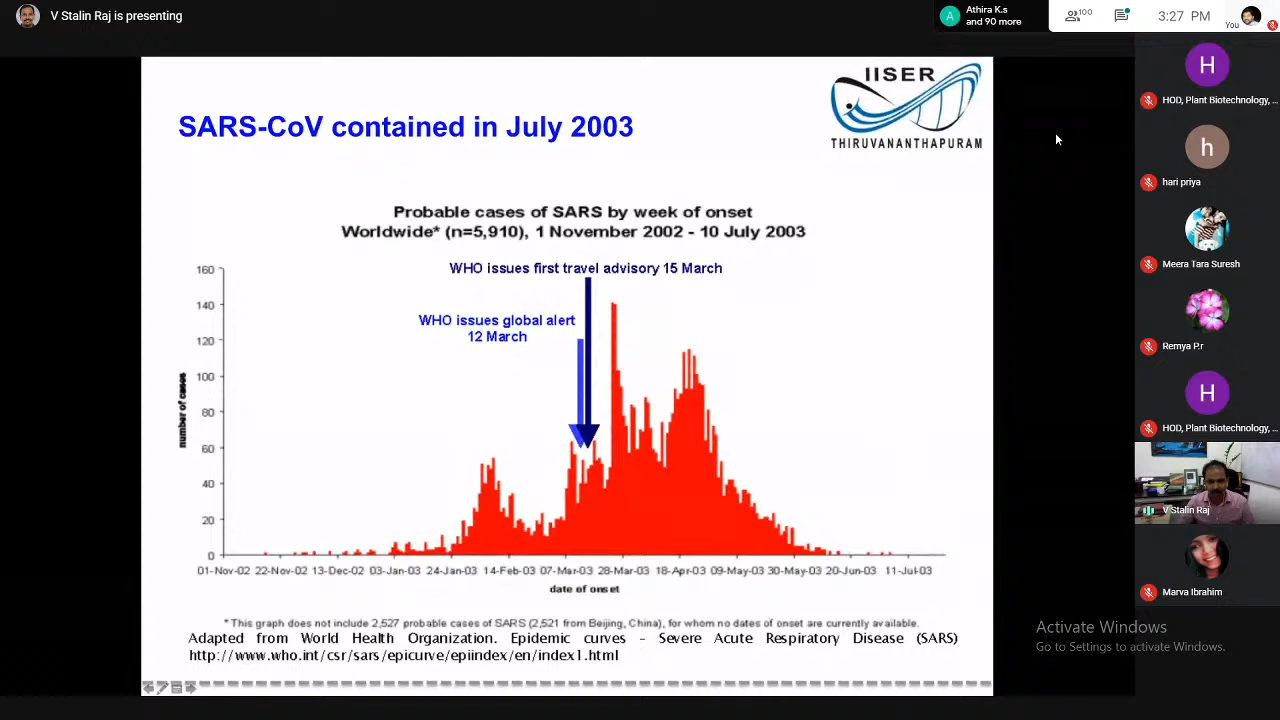 V Stalin Raj is presenting
Athira K.s
and 90 more
100
3:27 PM
You
IISER
THIRUVANANTHAPURAM
SARS-CoV contained in July 2003
Probable cases of SARS by week of onset
Worldwide* (n=5,910), 1 November 2002 - 10 July 2003
WHO issues first travel advisory 15 March
WHO issues global alert
12 March
160
140
120
100
80
60
40
20
0
number of cases
01-Nov-02 22-Nov-02 13-Dec-02 03-Jan-03 24-Jan-03 14-Feb-03 07-Mar-03 28-Mar-03 18-Apr-03 09-May-03 30-May-03 20-Jun-03 11-Jul-03
date of onset
* This graph does not include 2,527 probable cases of SARS (2,521 from Beijing, China), for whom no dates of onset are currently available.
Adapted from World Health Organization. Epidemic curves – Severe Acute Respiratory Disease (SARS)
http://www.who.int/csr/sars/epicurve/epiindex/en/index1.html
H
HOD, Plant Biotechnology, ...
h
hari priya
Meera Tara Suresh
Remya P.r
H
HOD, Plant Biotechnology, ...
V Stalin Raj
Marva Ibrahim
Activate Windows
Go to Settings to activate Windows.